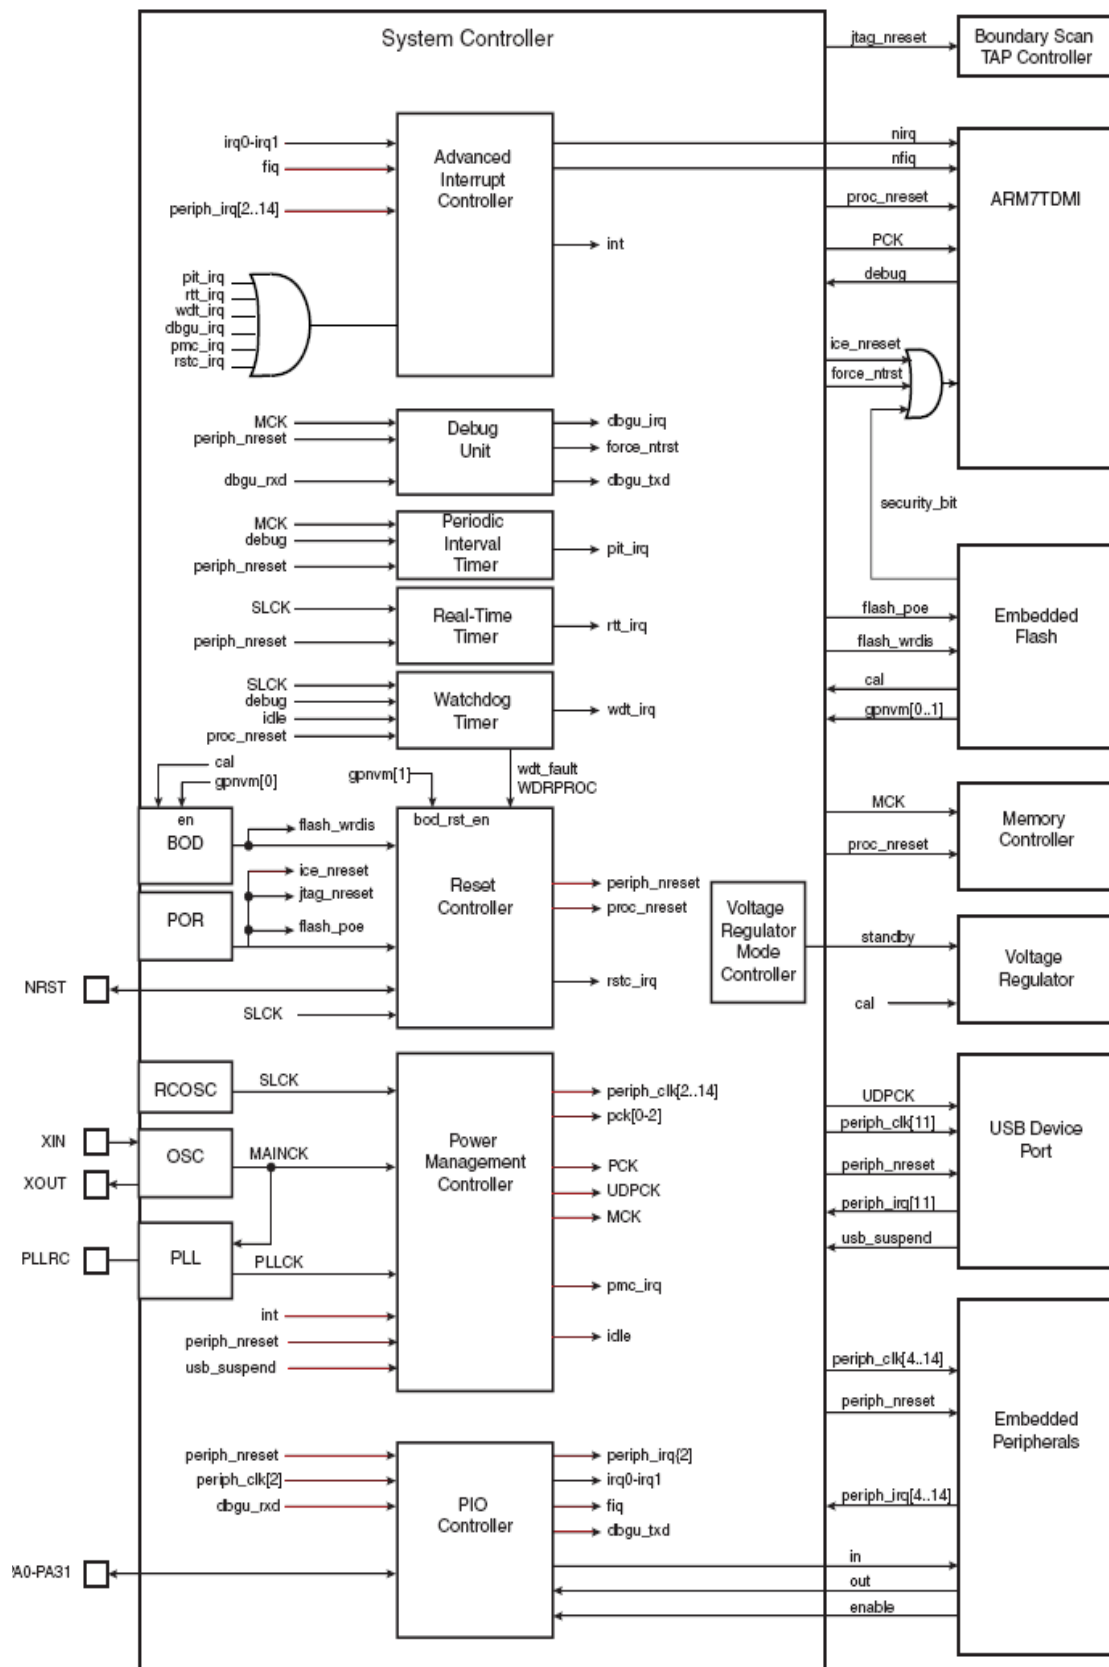 System Controller
jtag_nreset
Boundary Scan
TAP Controller
irq0-irq1
fiq
periph_irq[2..14]
Advanced
Interrupt
Controller
int
nirq
nfiq
proc_nreset
PCK
debug
ARM7TDMI
pit_irq
rtt_irq
wdt_irq
dbgu_irq
pmc_irq
rstc_irq
ice_nreset
force_ntrst
security_bit
MCK
periph_nreset
dbgu_rxd
Debug
Unit
dbgu_irq
force_ntrst
dbgu_txd
MCK
debug
periph_nreset
Periodic
Interval
Timer
pit_irq
SLCK
periph_nreset
Real-Time
Timer
rtt_irq
flash_poe
flash_wrdis
cal
gpnvm[0..1]
Embedded
Flash
SLCK
debug
idle
proc_nreset
Watchdog
Timer
wdt_irq
cal
gpnvm[0]
gpnvm[1]
wdt_fault
WDRPROC
en
BOD
flash_wrdis
ice_nreset
jtag_nreset
flash_poe
POR
bod_rst_en
Reset
Controller
periph_nreset
proc_nreset
rstc_irq
NRST
SLCK
MCK
proc_nreset
Memory
Controller
Voltage
Regulator
Mode
Controller
standby
cal
Voltage
Regulator
RCOSC
SLCK
XIN
XOUT
OSC
MAINCK
PLLRC
PLL
PLLCK
int
periph_nreset
usb_suspend
Power
Management
Controller
periph_clk[2..14]
pck[0-2]
PCK
UDPCK
MCK
pmc_irq
idle
UDPCK
periph_clk[11]
periph_nreset
periph_irq[11]
usb_suspend
USB Device
Port
periph_nreset
periph_clk[2]
dbgu_rxd
PA0-PA31
PIO
Controller
periph_irq{2]
irq0-irq1
fiq
dbgu_txd
periph_clk[4..14]
periph_nreset
periph_irq[4..14]
in
out
enable
Embedded
Peripherals